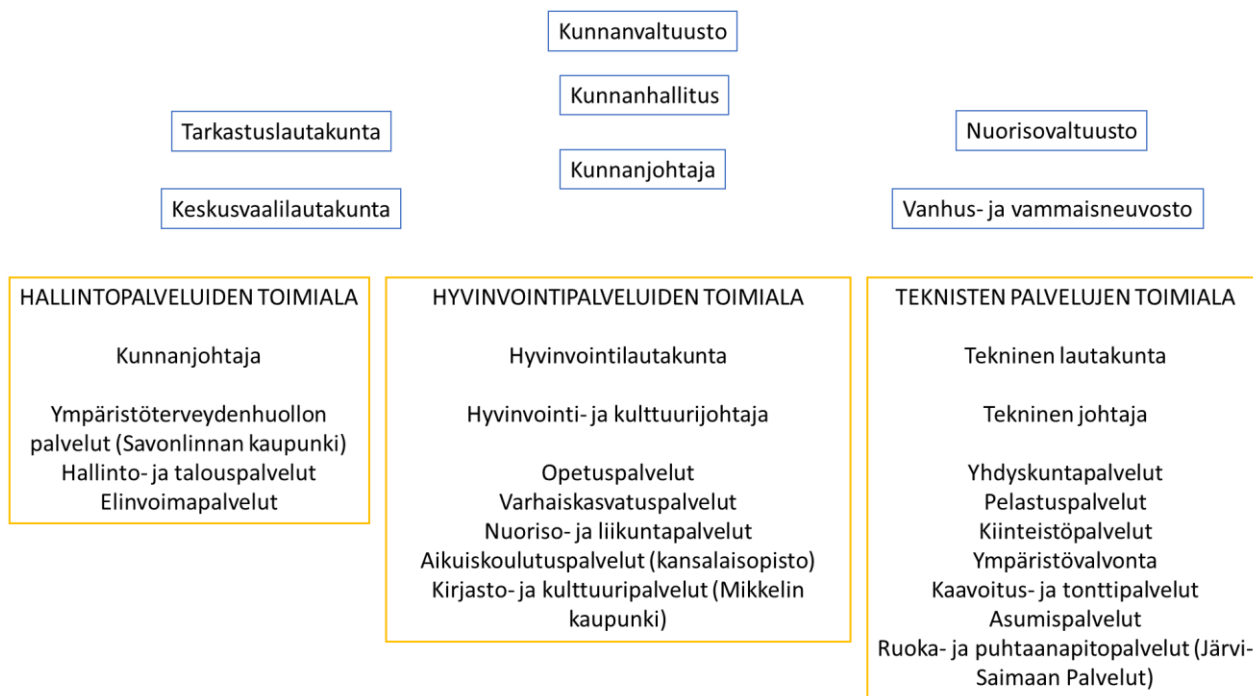 Kunnanvaltuusto
Kunnanhallitus
Tarkastuslautakunta
Nuorisovaltuusto
Kunnanjohtaja
Keskusvaalilautakunta
Vanhus- ja vammaisneuvosto
HALLINTOPALVELUIDEN TOIMIALA
Kunnanjohtaja
Ympäristöterveydenhuollon
palvelut (Savonlinnan kaupunki)
Hallinto- ja talouspalvelut
Elinvoimapalvelut
HYVINVOINTIPALVELUIDEN TOIMIALA
Hyvinvointilautakunta
Hyvinvointi- ja kulttuurijohtaja
Opetuspalvelut
Varhaiskasvatuspalvelut
Nuoriso- ja liikuntapalvelut
Aikuiskoulutuspalvelut (kansalaisopisto)
Kirjasto- ja kulttuuripalvelut (Mikkelin
kaupunki)
TEKNISTEN PALVELUJEN TOIMIALA
Tekninen lautakunta
Tekninen johtaja
Yhdyskuntapalvelut
Pelastuspalvelut
Kiinteistöpalvelut
Ympäristövalvonta
Kaavoitus- ja tonttipalvelut
Asumispalvelut
Ruoka- ja puhtaanapitopalvelut (Järvi-
Saimaan Palvelut)